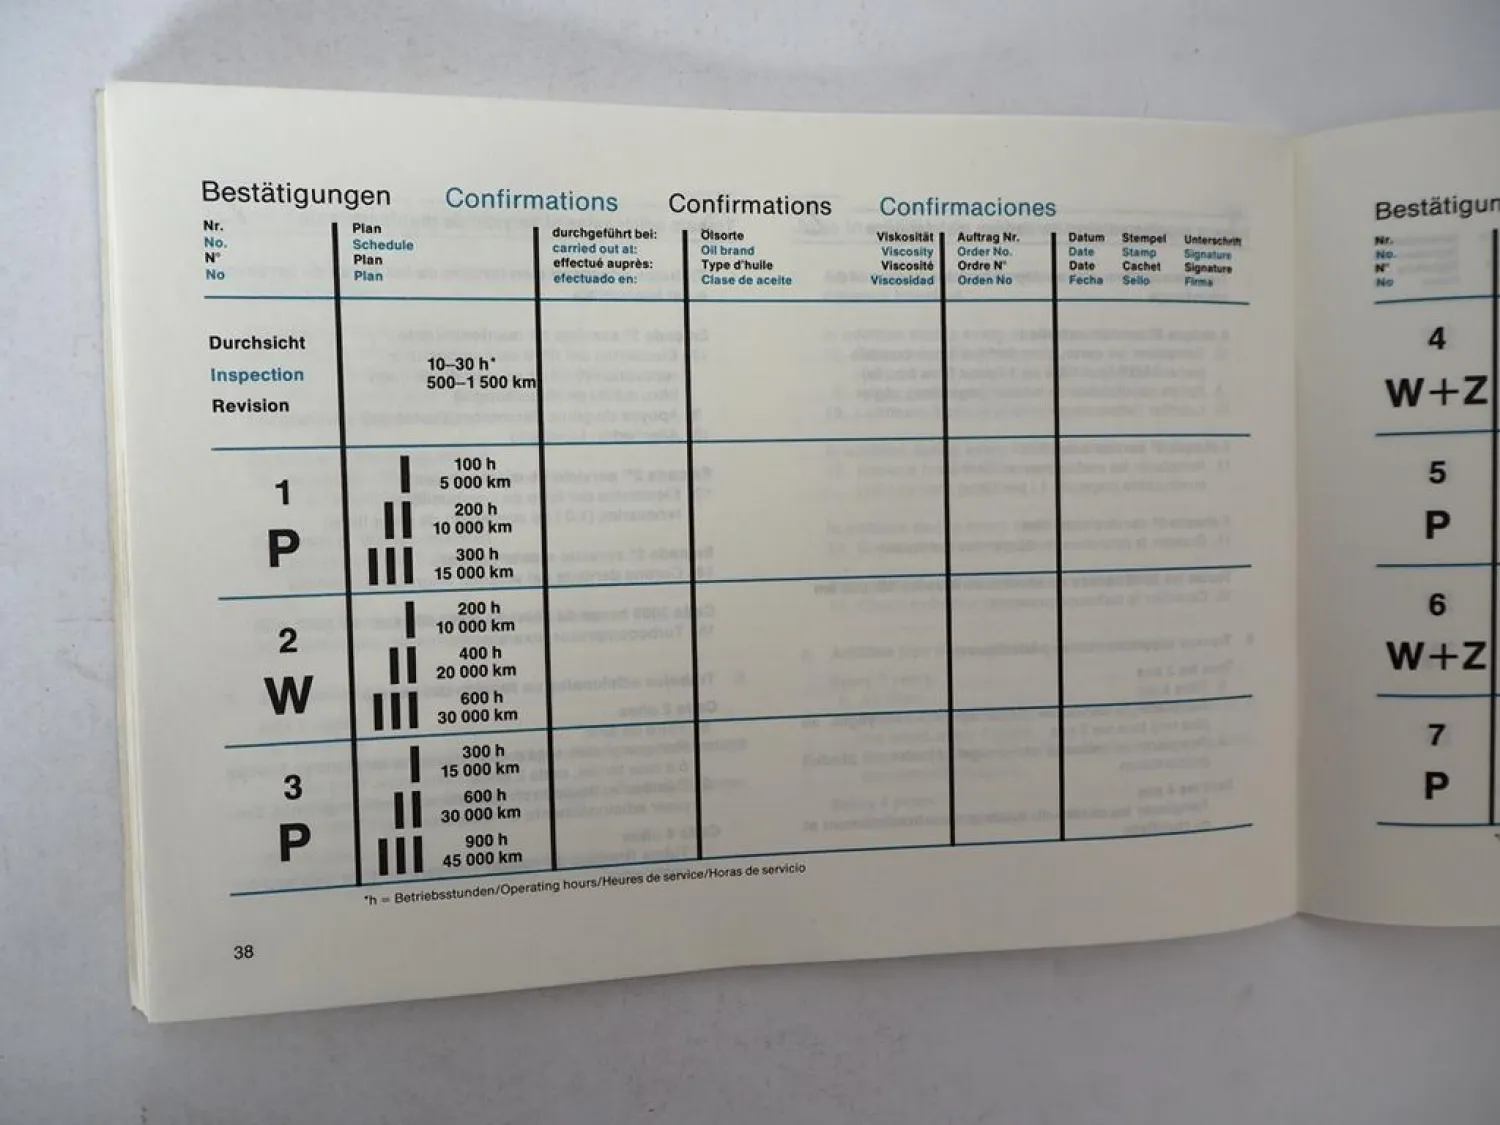 Bestätigungen Confirmations Confirmations Confirmaciones
Nr. Plan durchgeführt bei: Ölsorte Viskosität Auftrag Nr. Datum Stempel Unterschrift
No. Schedule carried out at: Oil brand Viscosity Order No. Date Stamp Signature
N° Plan effectué auprès: Type d'huile Viscosité Ordre N° Date Cachet Signature
No Plan efectuado en: Clase de aceite Viscosidad Orden No Fecha Sello Firma
Durchsicht
Inspection
Revision
10–30 h*
500–1 500 km
1
P
I 100 h
5 000 km
II 200 h
10 000 km
III 300 h
15 000 km
2
W
I 200 h
10 000 km
II 400 h
20 000 km
III 600 h
30 000 km
3
P
I 300 h
15 000 km
II 600 h
30 000 km
III 900 h
45 000 km
*h = Betriebsstunden/Operating hours/Heures de service/Horas de servicio
38
Nr.
No.
N°
No
4
W+Z
5
P
6
W+Z
7
P